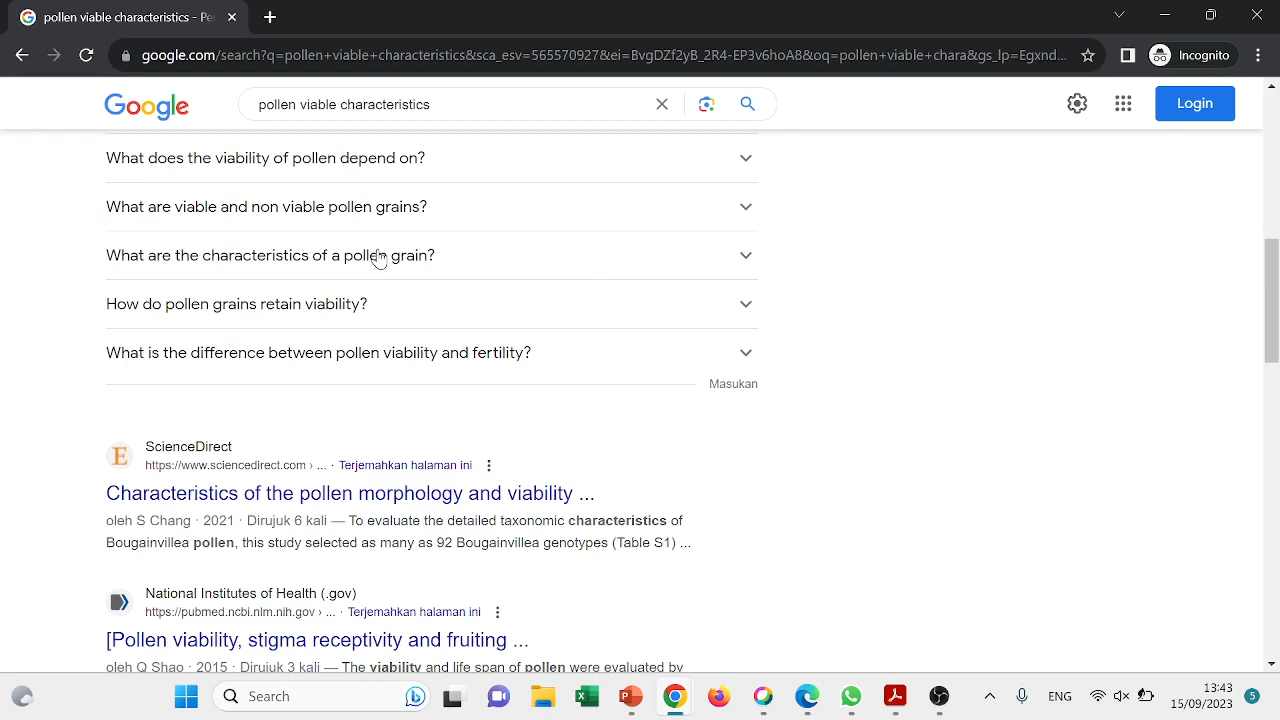 pollen viable characteristics - Pe
google.com/search?q=pollen+viable+characteristics&sca_esv=565570927&ei=BvgDZf2yB_2R4-EP3v6hoA8&oq=pollen+viable+chara&gs_lp=Egxnd...
Incognito
Google
pollen viable characteristics
Login
What does the viability of pollen depend on?
What are viable and non viable pollen grains?
What are the characteristics of a pollen grain?
How do pollen grains retain viability?
What is the difference between pollen viability and fertility?
Masukan
E
ScienceDirect
https://www.sciencedirect.com › ... · Terjemahkan halaman ini
Characteristics of the pollen morphology and viability ...
oleh S Chang · 2021 · Dirujuk 6 kali — To evaluate the detailed taxonomic characteristics of
Bougainvillea pollen, this study selected as many as 92 Bougainvillea genotypes (Table S1) ...
National Institutes of Health (.gov)
https://pubmed.ncbi.nlm.nih.gov › ... · Terjemahkan halaman ini
[Pollen viability, stigma receptivity and fruiting ...
oleh Q Shao · 2015 · Dirujuk 3 kali — The viability and life span of pollen were evaluated by
Search
ENG
13:43
15/09/2023
5